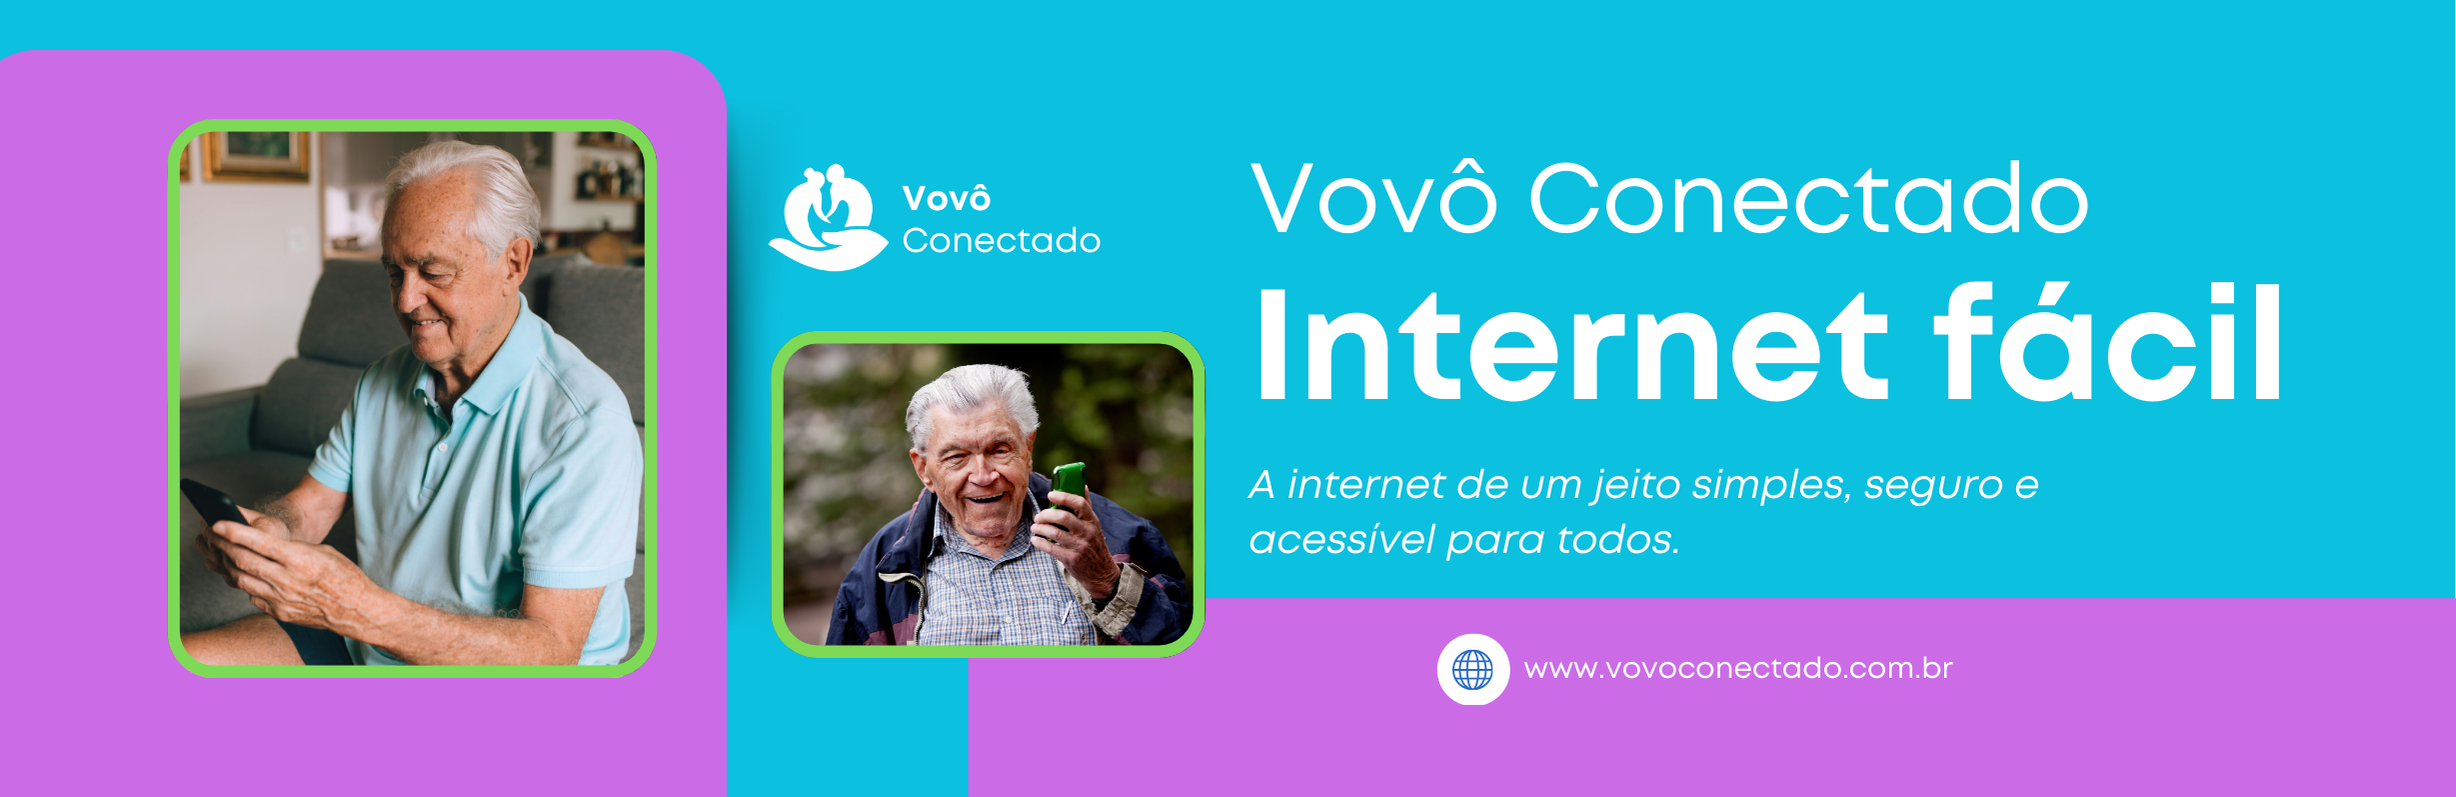 Vovô
Conectado
Vovô Conectado
Internet fácil
A internet de um jeito simples, seguro e
acessível para todos.
www.vovoconectado.com.br